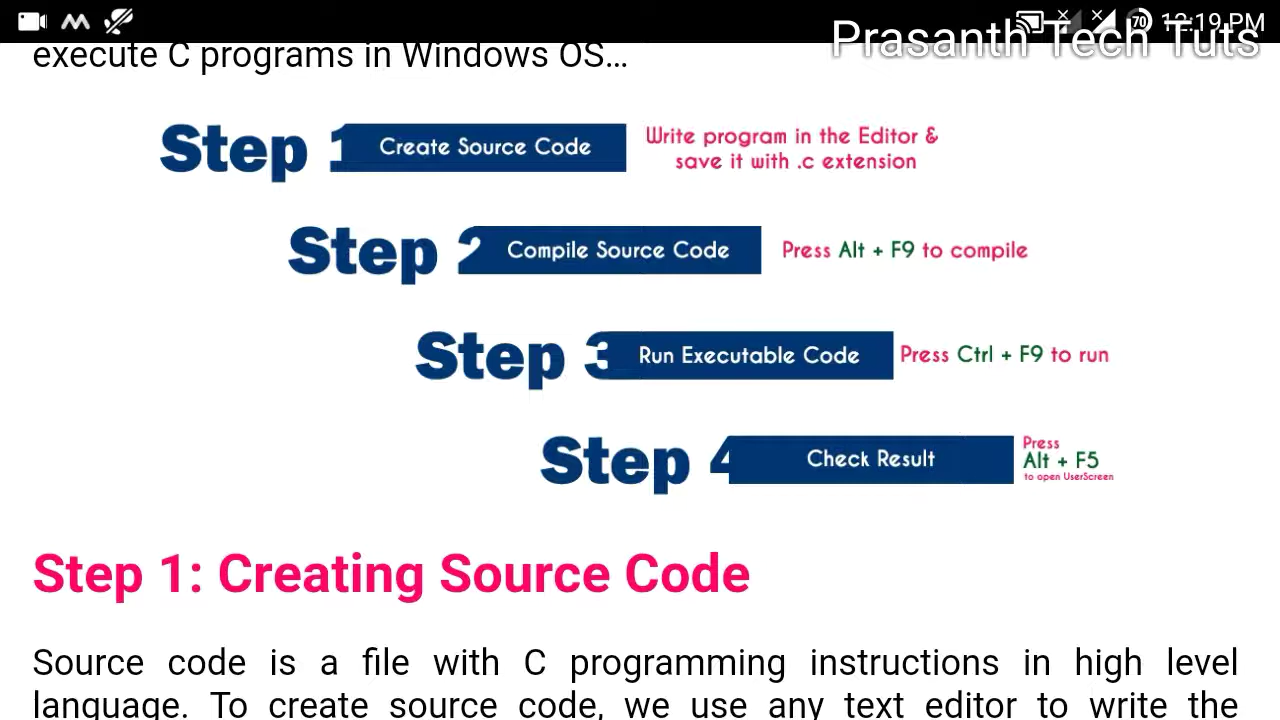 70 12:19 PM
Prasanth Tech Tuts
execute C programs in Windows OS...
Step 1 Create Source Code Write program in the Editor &
save it with .c extension
Step 2 Compile Source Code Press Alt + F9 to compile
Step 3 Run Executable Code Press Ctrl + F9 to run
Step 4 Check Result Press
Alt + F5
to open UserScreen
Step 1: Creating Source Code
Source code is a file with C programming instructions in high level
language. To create source code, we use any text editor to write the